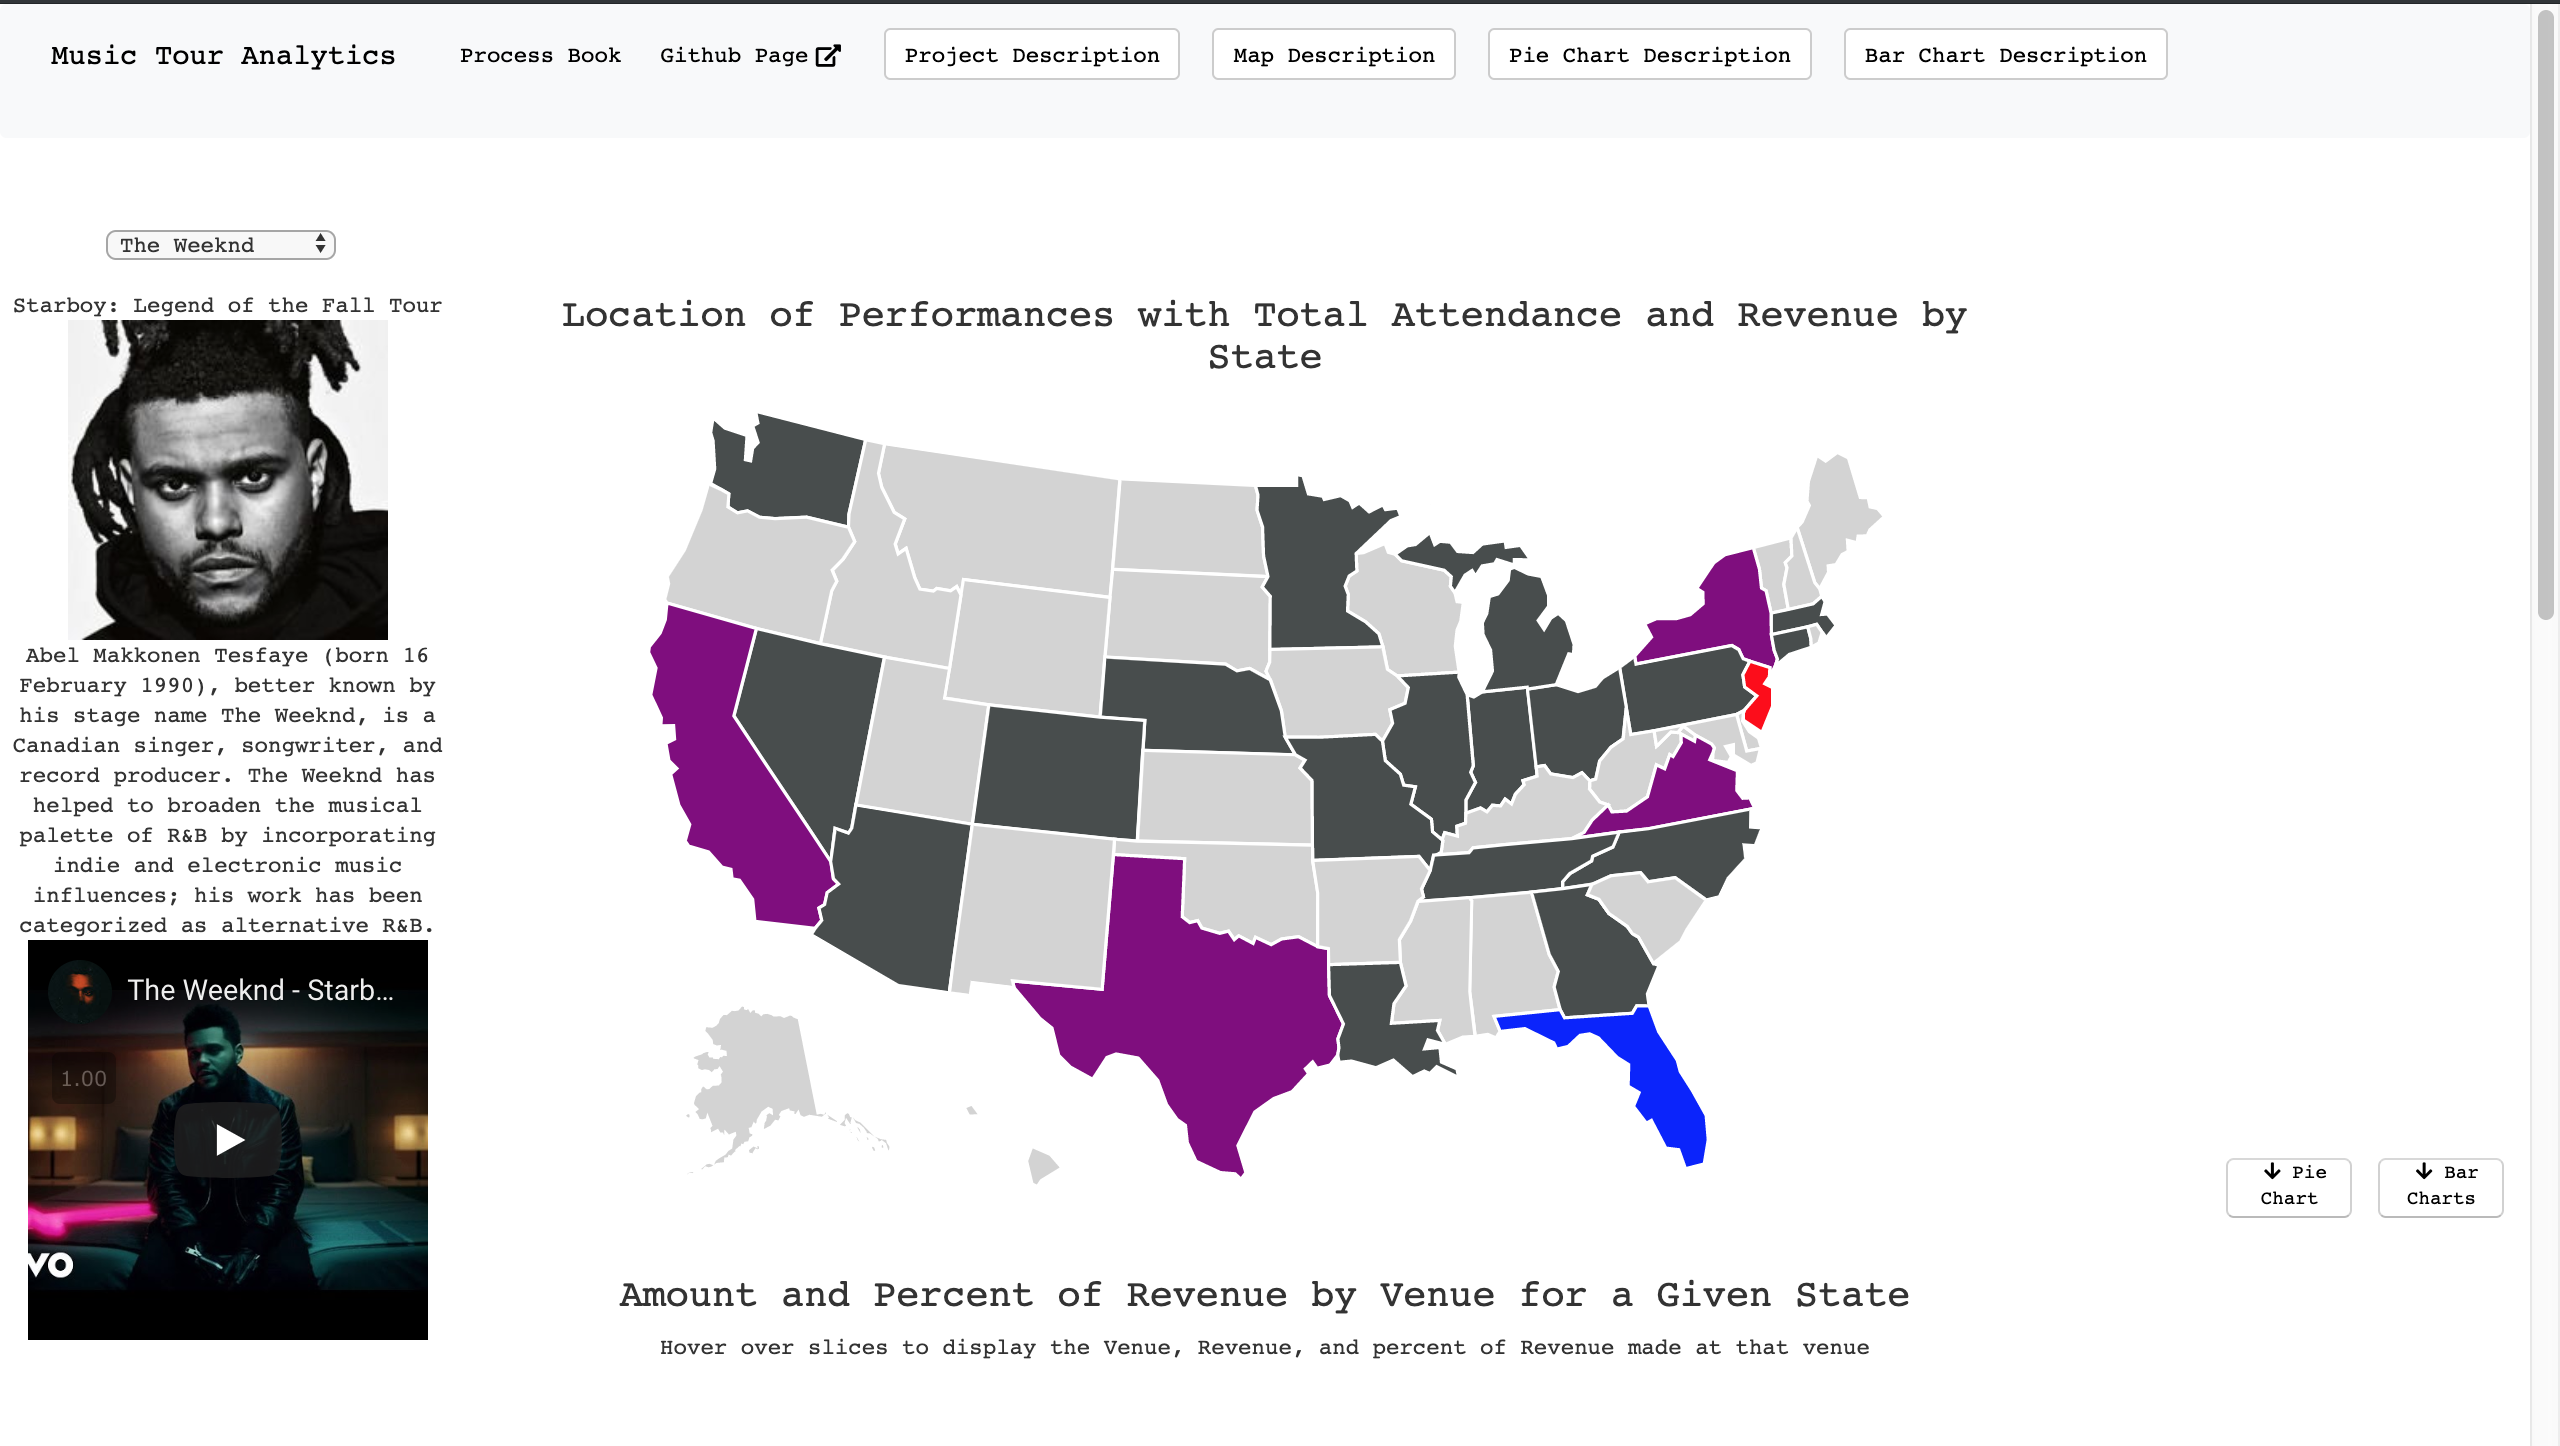 Music Tour Analytics
Process Book
Github Page
Project Description
Map Description
Pie Chart Description
Bar Chart Description
The Weeknd
Starboy: Legend of the Fall Tour
Abel Makkonen Tesfaye (born 16
February 1990), better known by
his stage name The Weeknd, is a
Canadian singer, songwriter, and
record producer. The Weeknd has
helped to broaden the musical
palette of R&B by incorporating
indie and electronic music
influences; his work has been
categorized as alternative R&B.
The Weeknd - Starb...
1.00
vo
Location of Performances with Total Attendance and Revenue by
State
Pie
Chart
Bar
Charts
Amount and Percent of Revenue by Venue for a Given State
Hover over slices to display the Venue, Revenue, and percent of Revenue made at that venue